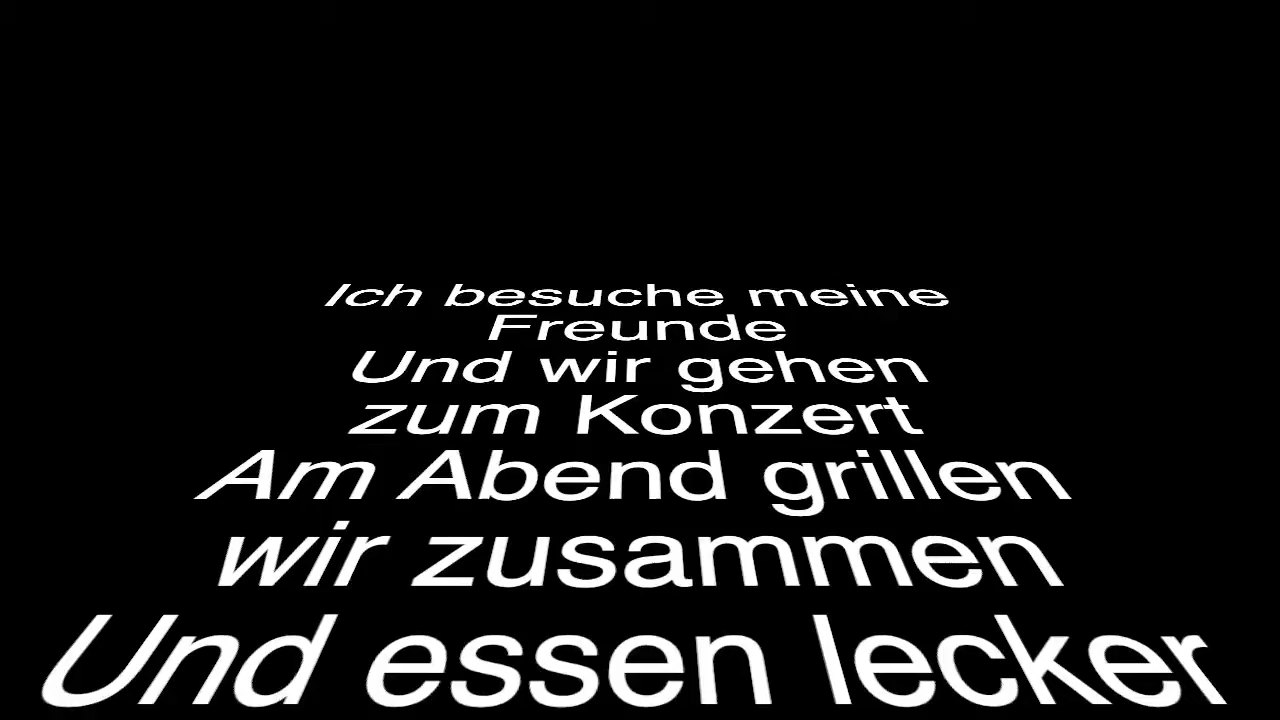 Ich besuche meine
Freunde
Und wir gehen
zum Konzert
Am Abend grillen
wir zusammen
Und essen lecker